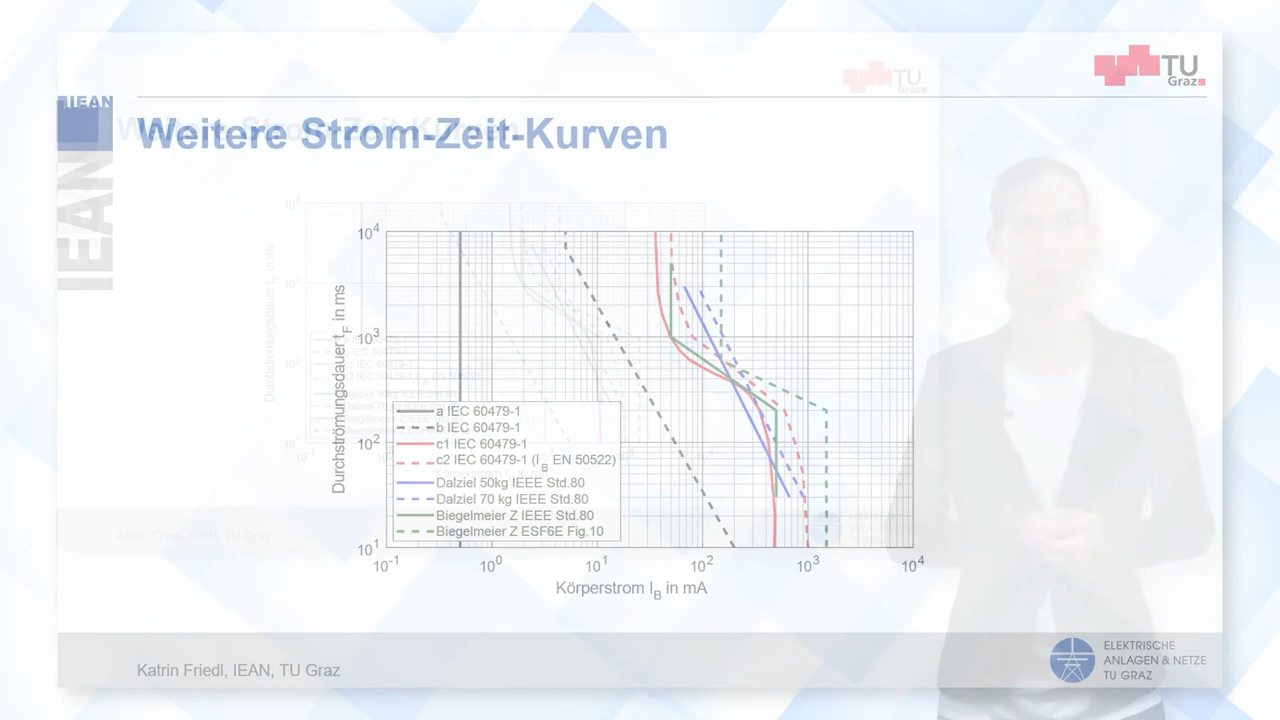 TU
Graz
IEAN
Weitere Strom-Zeit-Kurven
IEAN
Durchströmungsdauer t_F in ms
10^4
10^3
10^2
10^1
a IEC 60479-1
b IEC 60479-1
c1 IEC 60479-1
c2 IEC 60479-1 (I_B EN 50522)
Dalziel 50kg IEEE Std.80
Dalziel 70 kg IEEE Std.80
Biegelmeier Z IEEE Std.80
Biegelmeier Z ESF6E Fig.10
10^-1
10^0
10^1
10^2
10^3
10^4
Körperstrom I_B in mA
Katrin Friedl, IEAN, TU Graz
ELEKTRISCHE
ANLAGEN & NETZE
TU GRAZ